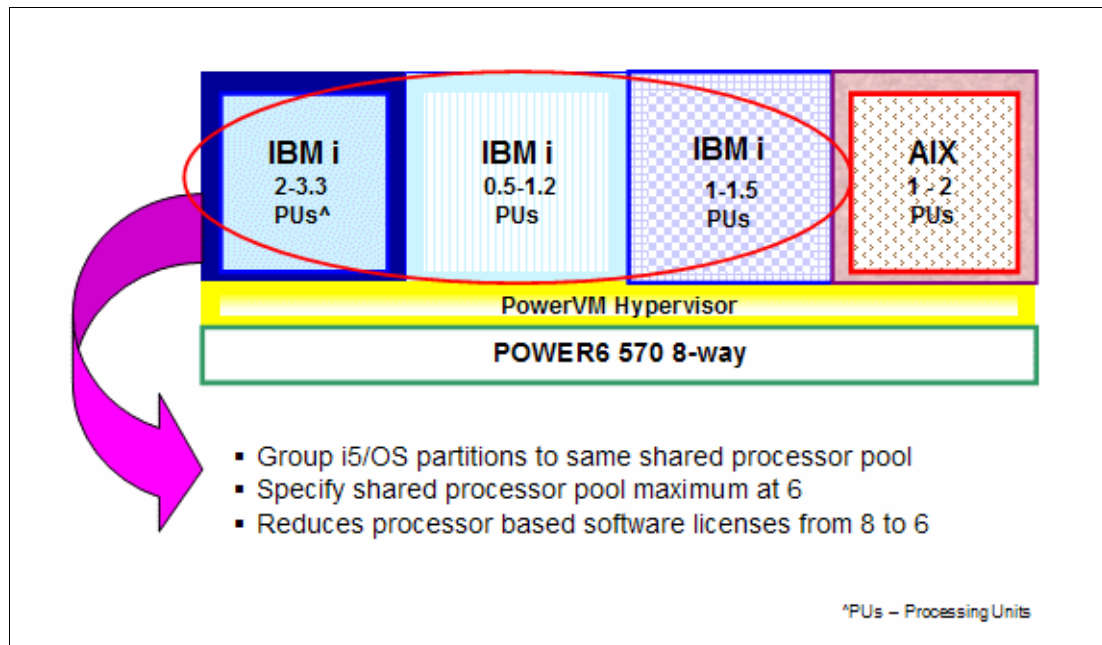 IBM i
2-3.3
PUs^
IBM i
0.5-1.2
PUs
IBM i
1-1.5
PUs
AIX
1 - 2
PUs
PowerVM Hypervisor
POWER6 570 8-way
▪ Group i5/OS partitions to same shared processor pool
▪ Specify shared processor pool maximum at 6
▪ Reduces processor based software licenses from 8 to 6
^PUs – Processing Units